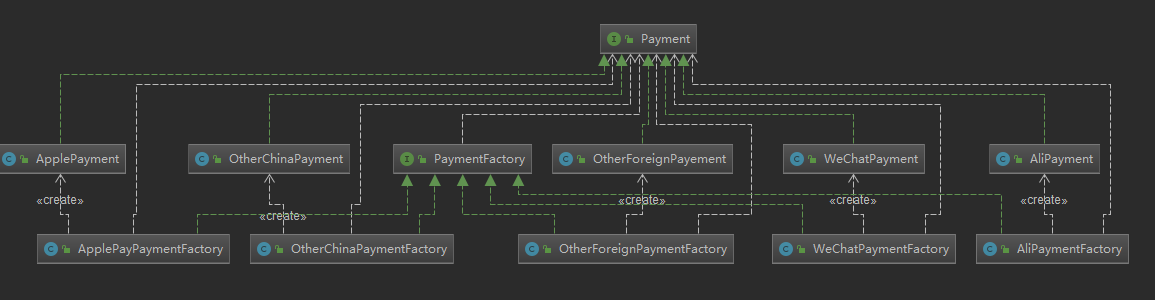 Payment
ApplePayment
OtherChinaPayment
PaymentFactory
OtherForeignPayement
WeChatPayment
AliPayment
«create»
«create»
«create»
«create»
«create»
ApplePayPaymentFactory
OtherChinaPaymentFactory
OtherForeignPaymentFactory
WeChatPaymentFactory
AliPaymentFactory